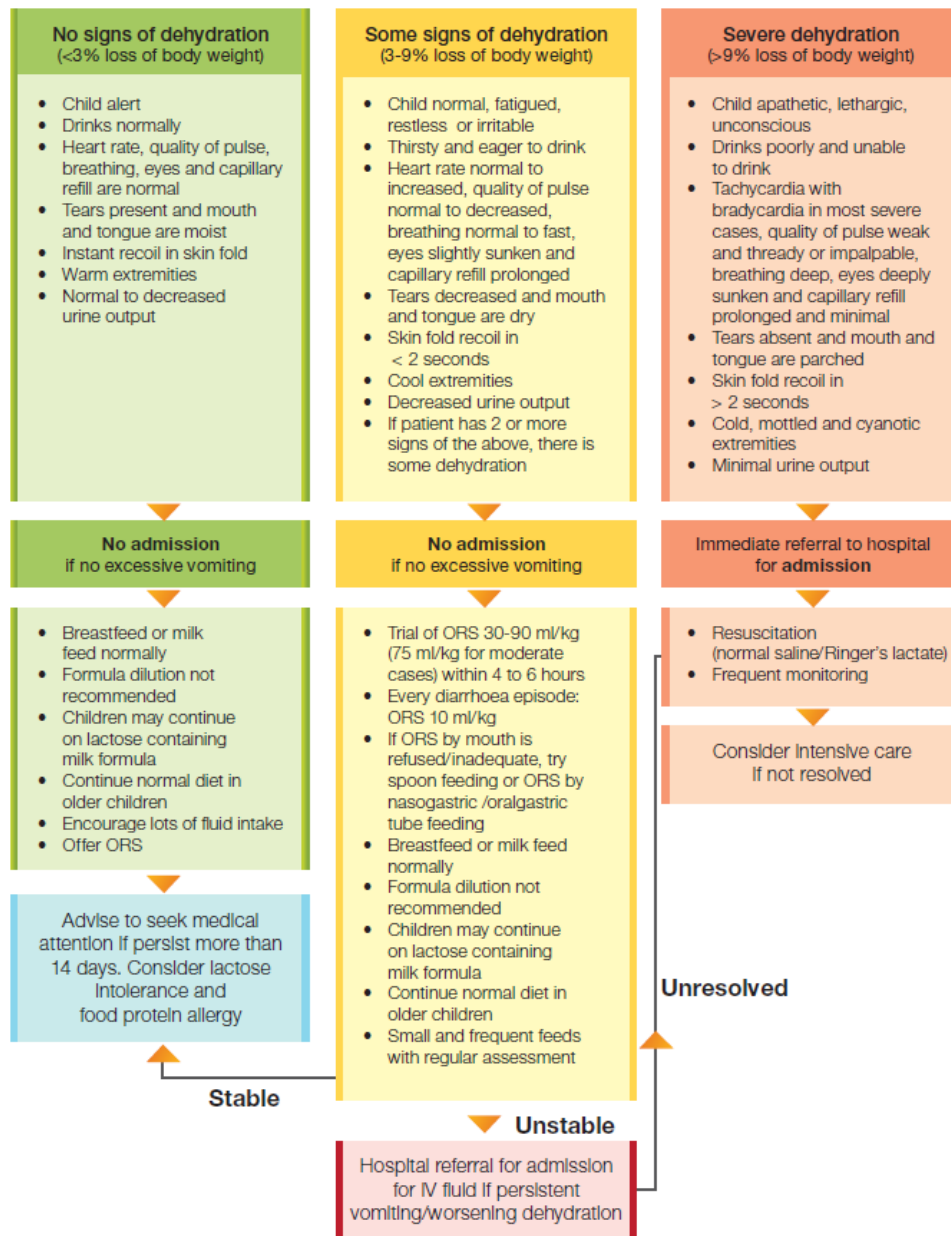 No signs of dehydration
(<3% loss of body weight)
• Child alert
• Drinks normally
• Heart rate, quality of pulse,
breathing, eyes and capillary
refill are normal
• Tears present and mouth
and tongue are moist
• Instant recoil in skin fold
• Warm extremities
• Normal to decreased
urine output
No admission
if no excessive vomiting
• Breastfeed or milk
feed normally
• Formula dilution not
recommended
• Children may continue
on lactose containing
milk formula
• Continue normal diet in
older children
• Encourage lots of fluid intake
• Offer ORS
Advise to seek medical
attention if persist more than
14 days. Consider lactose
intolerance and
food protein allergy
Stable
Some signs of dehydration
(3-9% loss of body weight)
• Child normal, fatigued,
restless or irritable
• Thirsty and eager to drink
• Heart rate normal to
increased, quality of pulse
normal to decreased,
breathing normal to fast,
eyes slightly sunken and
capillary refill prolonged
• Tears decreased and mouth
and tongue are dry
• Skin fold recoil in
< 2 seconds
• Cool extremities
• Decreased urine output
• If patient has 2 or more
signs of the above, there is
some dehydration
No admission
if no excessive vomiting
• Trial of ORS 30-90 ml/kg
(75 ml/kg for moderate
cases) within 4 to 6 hours
• Every diarrhoea episode:
ORS 10 ml/kg
• If ORS by mouth is
refused/inadequate, try
spoon feeding or ORS by
nasogastric /oralgastric
tube feeding
• Breastfeed or milk feed
normally
• Formula dilution not
recommended
• Children may continue
on lactose containing
milk formula
• Continue normal diet in
older children
• Small and frequent feeds
with regular assessment
Unstable
Hospital referral for admission
for IV fluid if persistent
vomiting/worsening dehydration
Severe dehydration
(>9% loss of body weight)
• Child apathetic, lethargic,
unconscious
• Drinks poorly and unable
to drink
• Tachycardia with
bradycardia in most severe
cases, quality of pulse weak
and thready or impalpable,
breathing deep, eyes deeply
sunken and capillary refill
prolonged and minimal
• Tears absent and mouth and
tongue are parched
• Skin fold recoil in
> 2 seconds
• Cold, mottled and cyanotic
extremities
• Minimal urine output
Immediate referral to hospital
for admission
• Resuscitation
(normal saline/Ringer's lactate)
• Frequent monitoring
Consider intensive care
if not resolved
Unresolved